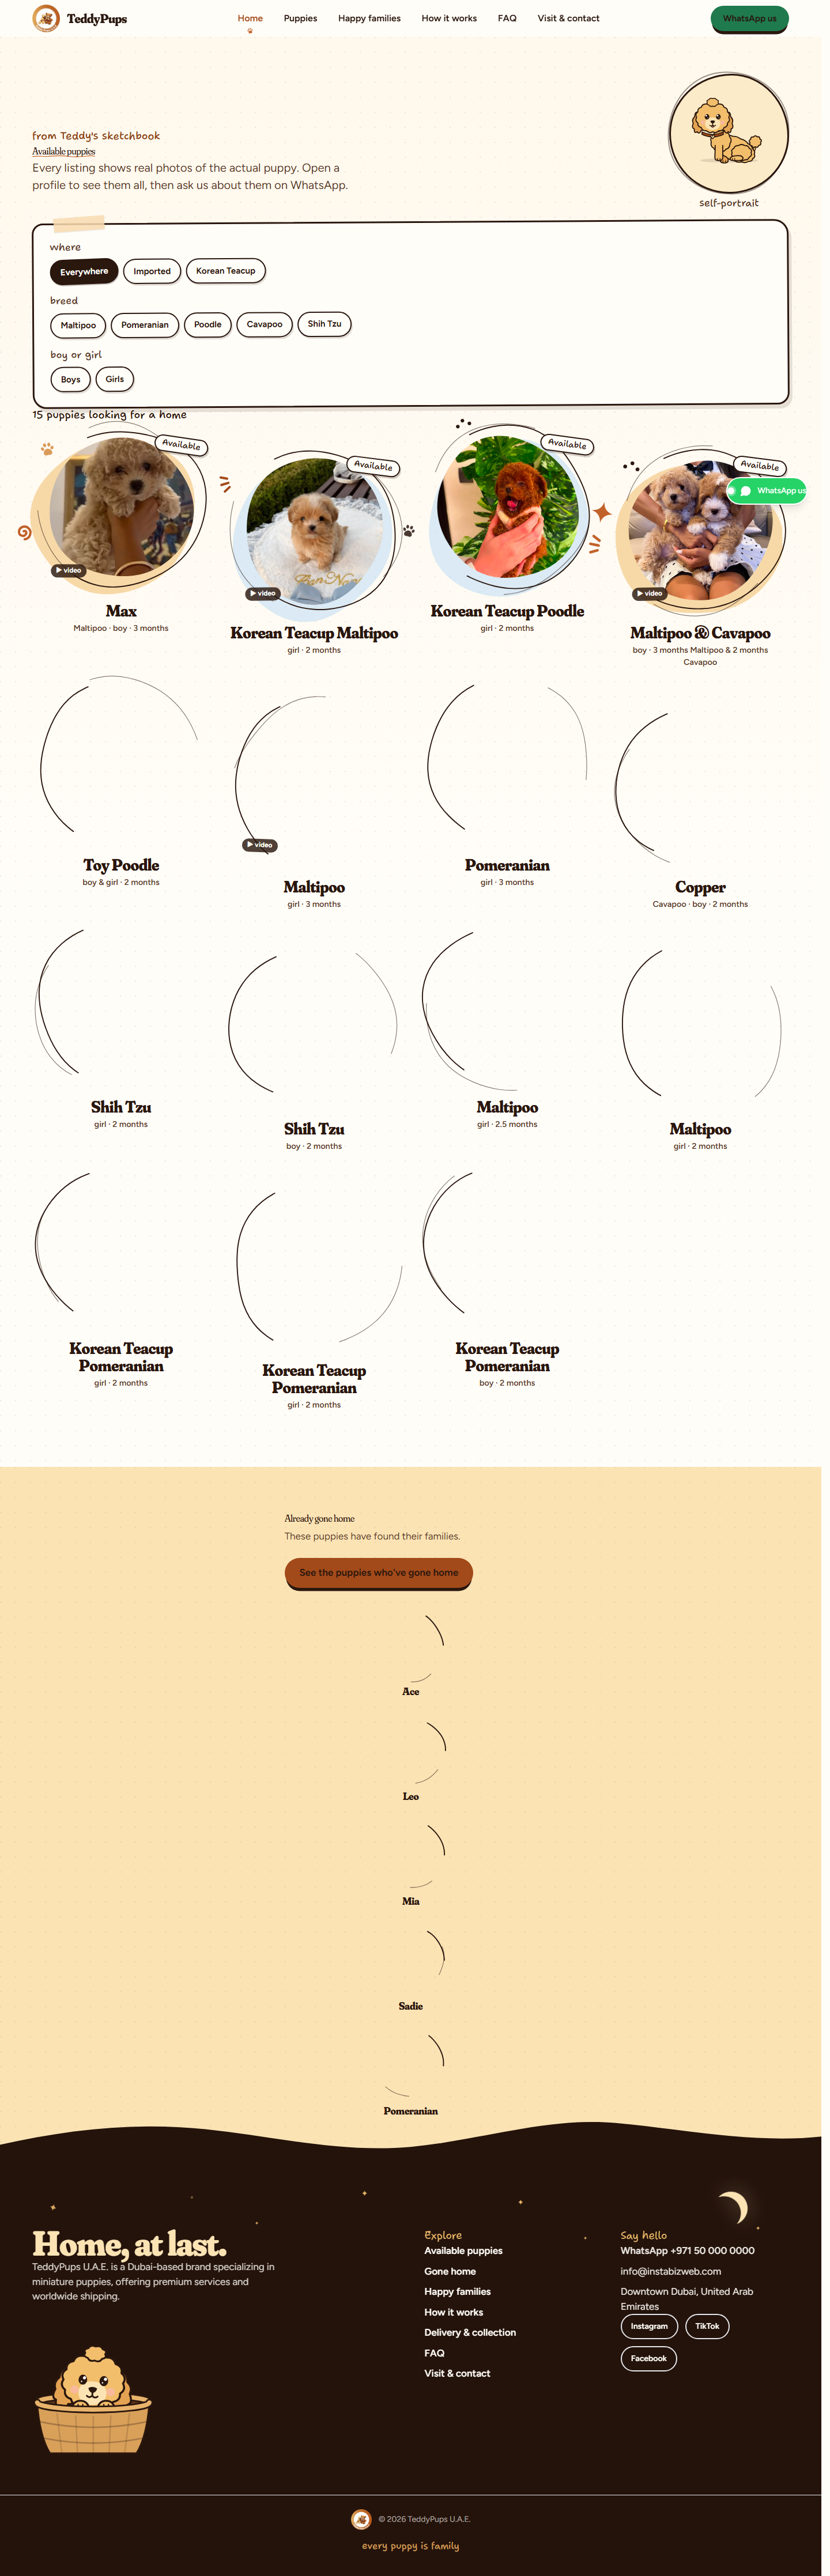 TeddyPups
Home
Puppies
Happy families
How it works
FAQ
Visit & contact
WhatsApp us
from Teddy's sketchbook
Available puppies
Every listing shows real photos of the actual puppy. Open a
profile to see them all, then ask us about them on WhatsApp.
self-portrait
where
Everywhere
Imported
Korean Teacup
breed
Maltipoo
Pomeranian
Poodle
Cavapoo
Shih Tzu
boy or girl
Boys
Girls
15 puppies looking for a home
Available
Available
Available
Available
WhatsApp us
video
video
video
Max
Maltipoo · boy · 3 months
Korean Teacup Maltipoo
girl · 2 months
Korean Teacup Poodle
girl · 2 months
Maltipoo & Cavapoo
boy · 3 months Maltipoo & 2 months
Cavapoo
Toy Poodle
boy & girl · 2 months
video
Maltipoo
girl · 3 months
Pomeranian
girl · 3 months
Copper
Cavapoo · boy · 2 months
Shih Tzu
girl · 2 months
Shih Tzu
boy · 2 months
Maltipoo
girl · 2.5 months
Maltipoo
girl · 2 months
Korean Teacup
Pomeranian
girl · 2 months
Korean Teacup
Pomeranian
girl · 2 months
Korean Teacup
Pomeranian
boy · 2 months
Already gone home
These puppies have found their families.
See the puppies who've gone home
Ace
Leo
Mia
Sadie
Pomeranian
Home, at last.
TeddyPups U.A.E. is a Dubai-based brand specializing in
miniature puppies, offering premium services and
worldwide shipping.
Explore
Available puppies
Gone home
Happy families
How it works
Delivery & collection
FAQ
Visit & contact
Say hello
WhatsApp +971 50 000 0000
info@instabizweb.com
Downtown Dubai, United Arab
Emirates
Instagram
TikTok
Facebook
© 2026 TeddyPups U.A.E.
every puppy is family